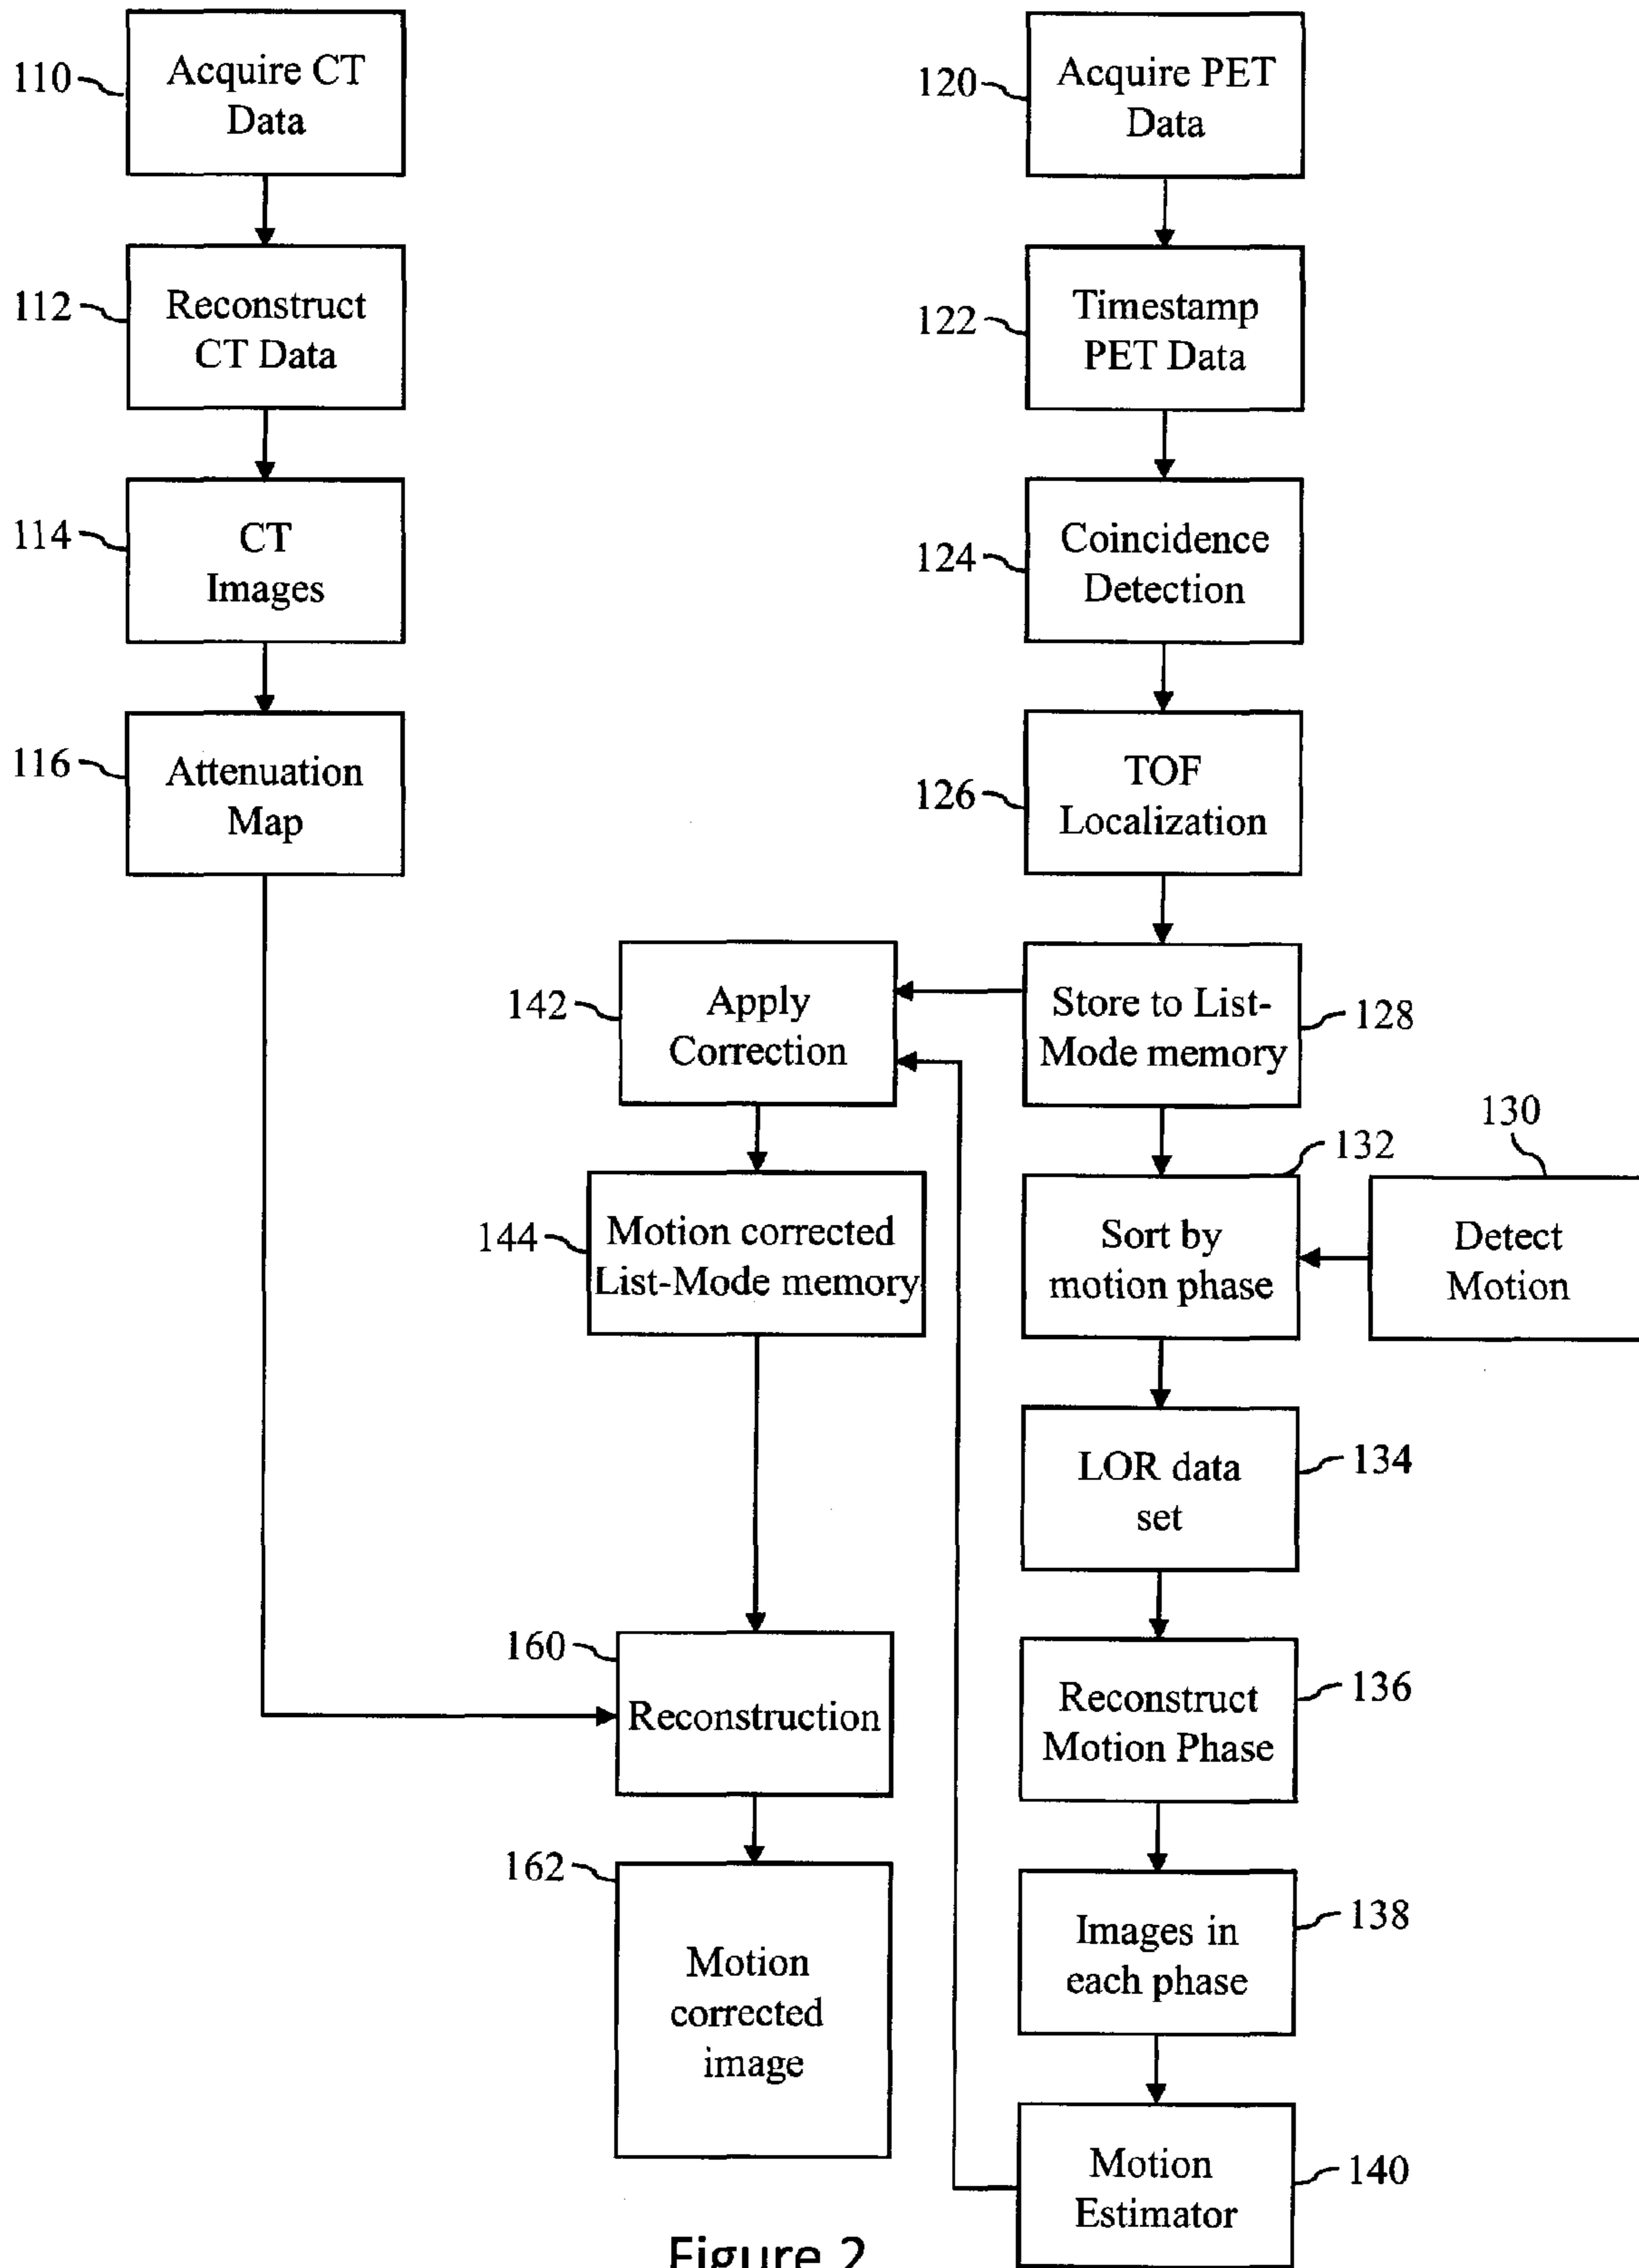 110
Acquire CT
Data
112
Reconstruct
CT Data
114
CT
Images
116
Attenuation
Map
120
Acquire PET
Data
122
Timestamp
PET Data
124
Coincidence
Detection
126
TOF
Localization
128
Store to List-
Mode memory
130
Detect
Motion
132
Sort by
motion phase
134
LOR data
set
136
Reconstruct
Motion Phase
138
Images in
each phase
140
Motion
Estimator
142
Apply
Correction
144
Motion corrected
List-Mode memory
160
Reconstruction
162
Motion
corrected
image
Figure 2